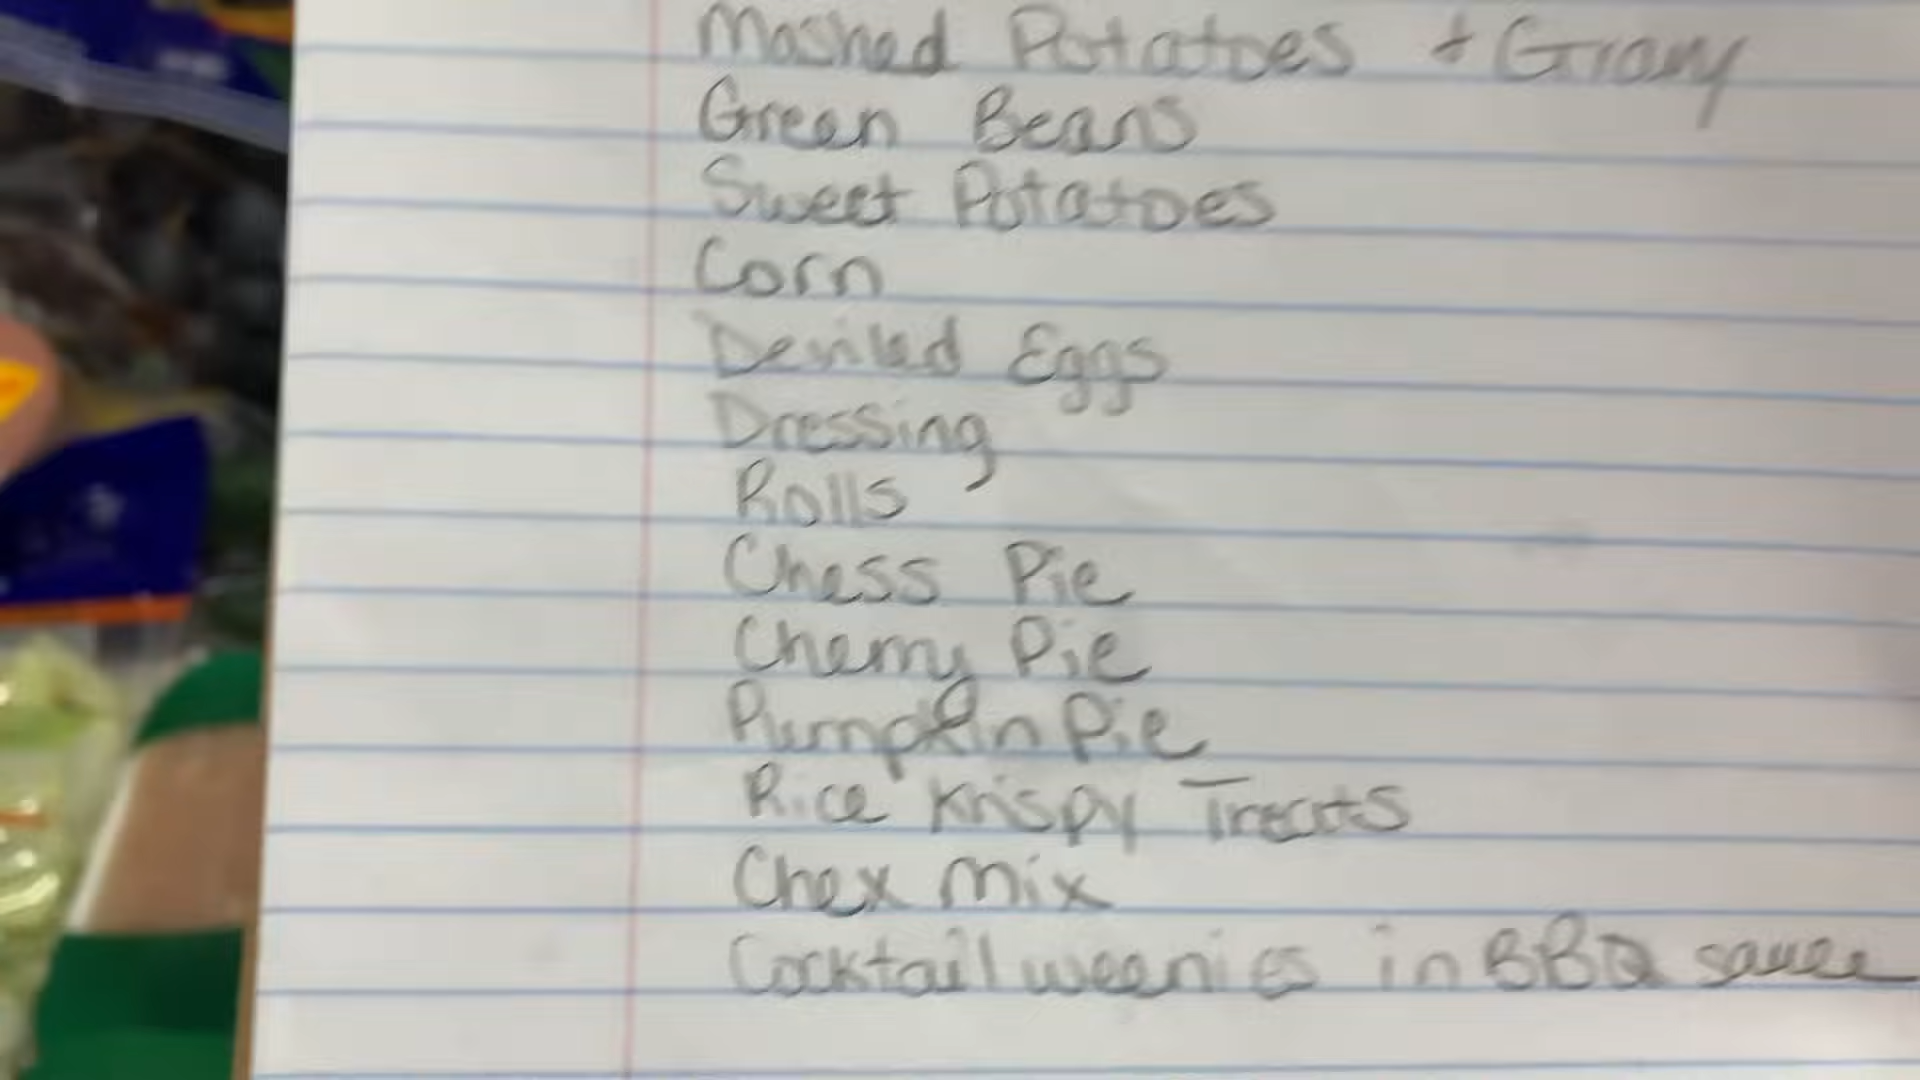 Mashed Potatoes + Gravy
Green Beans
Sweet Potatoes
Corn
Deviled Eggs
Dressing
Rolls
Chess Pie
Cherry Pie
Pumpkin Pie
Rice Krispy Treats
Chex Mix
Cocktail weenies in BBQ sauce